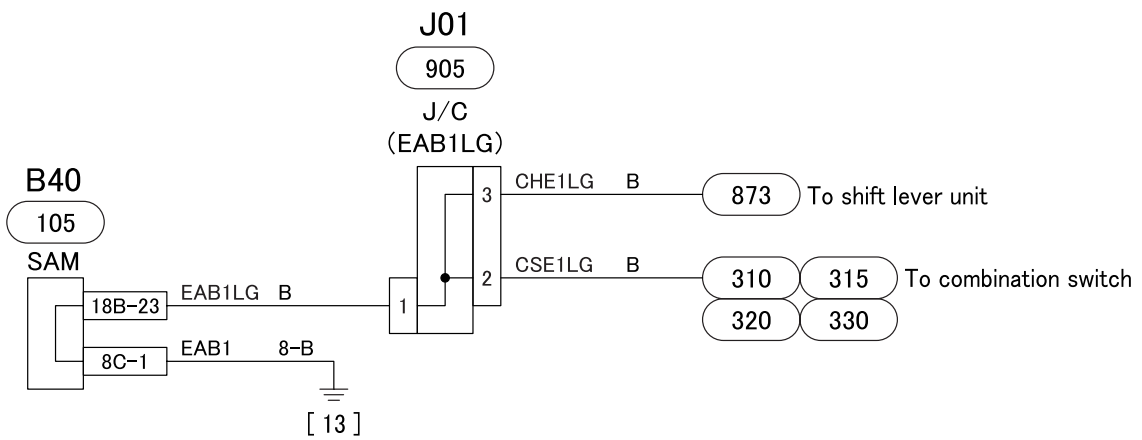 J01
905
J/C
(EAB1LG)
B40
105
SAM
3 CHE1LG B 873 To shift lever unit
2 CSE1LG B 310 315 To combination switch
320 330
18B-23 EAB1LG B 1
8C-1 EAB1 8-B
[ 13 ]